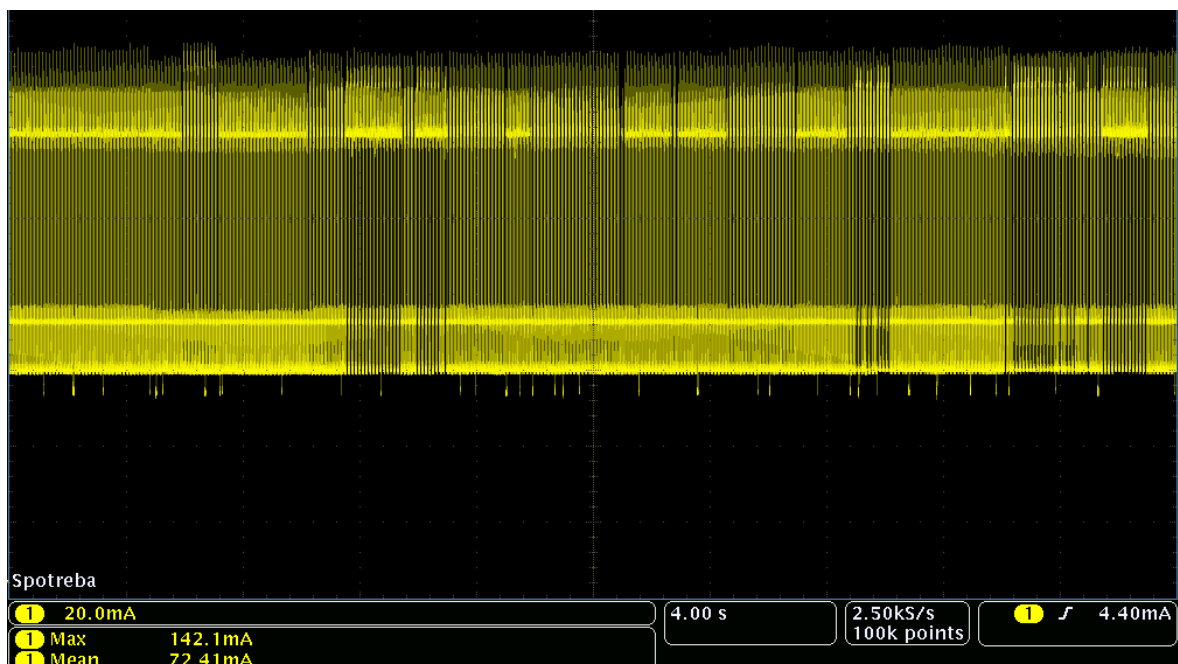 Spotreba
1 20.0mA
4.00 s
2.50kS/s
100k points
1 4.40mA
1 Max 142.1mA
1 Mean 72.41mA